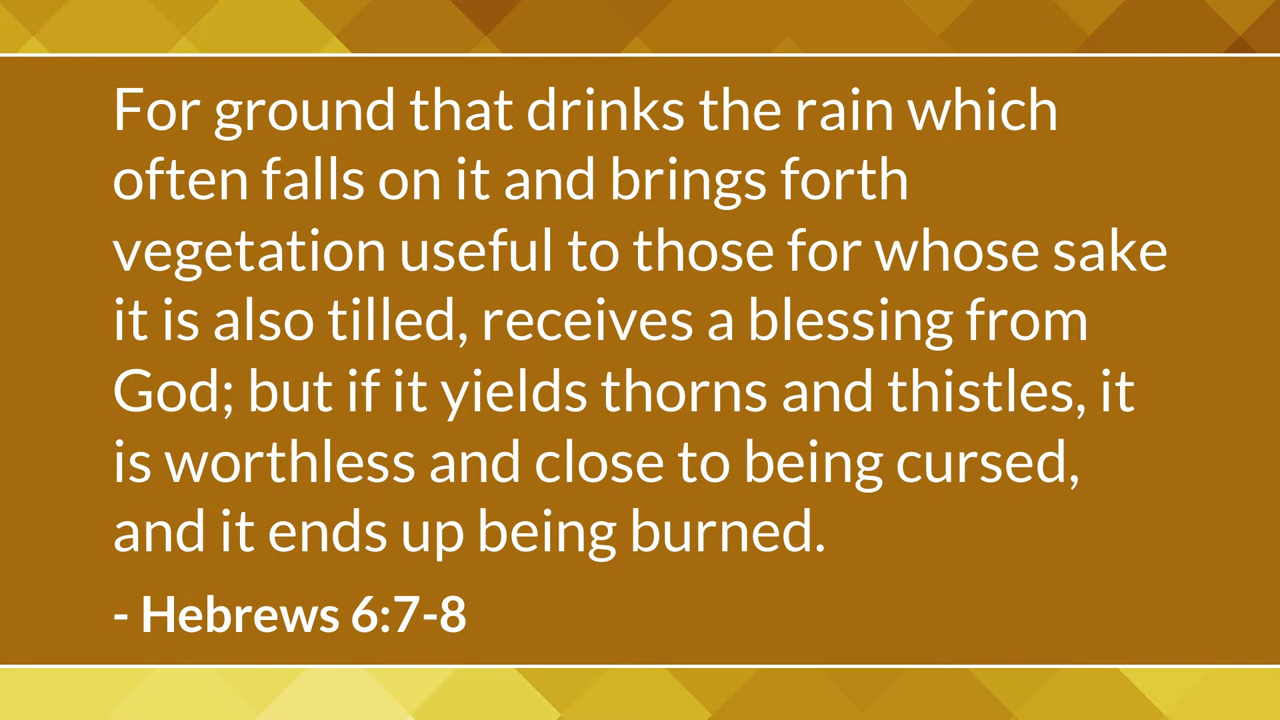 For ground that drinks the rain which
often falls on it and brings forth
vegetation useful to those for whose sake
it is also tilled, receives a blessing from
God; but if it yields thorns and thistles, it
is worthless and close to being cursed,
and it ends up being burned.
- Hebrews 6:7-8